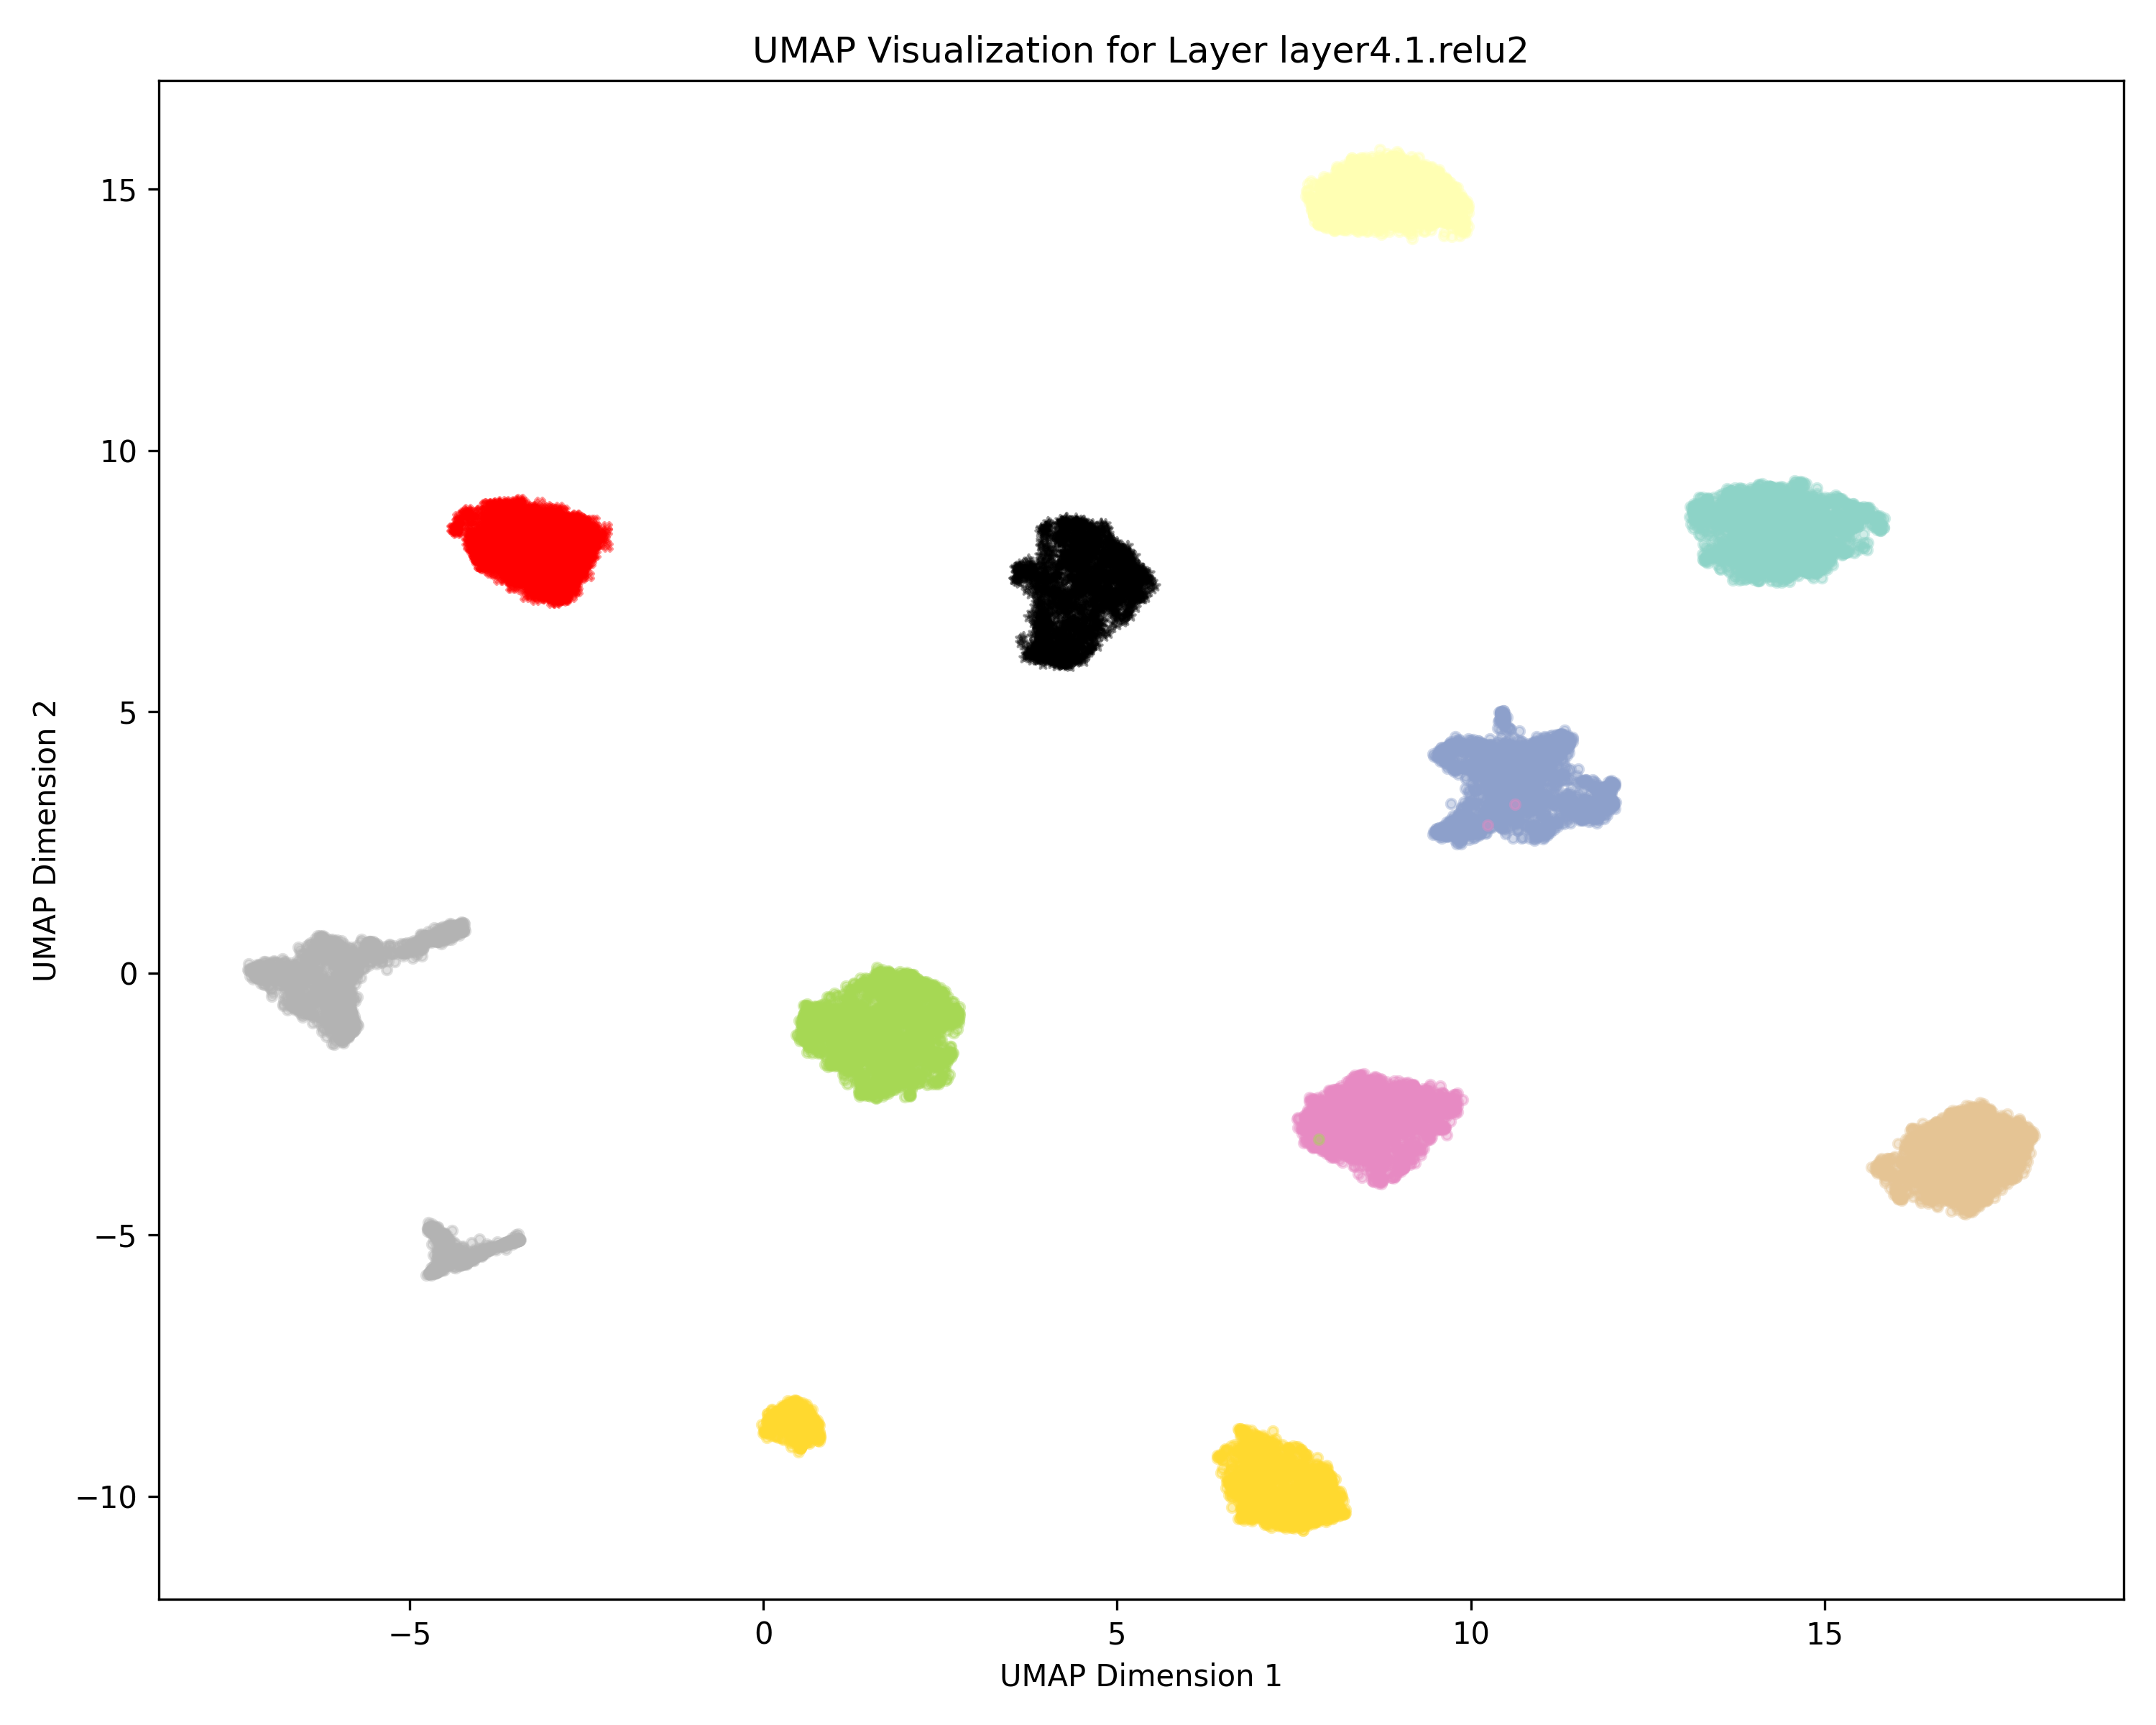 UMAP Visualization for Layer layer4.1.relu2
15
10
5
0
−5
−10
UMAP Dimension 2
−5 0 5 10 15
UMAP Dimension 1